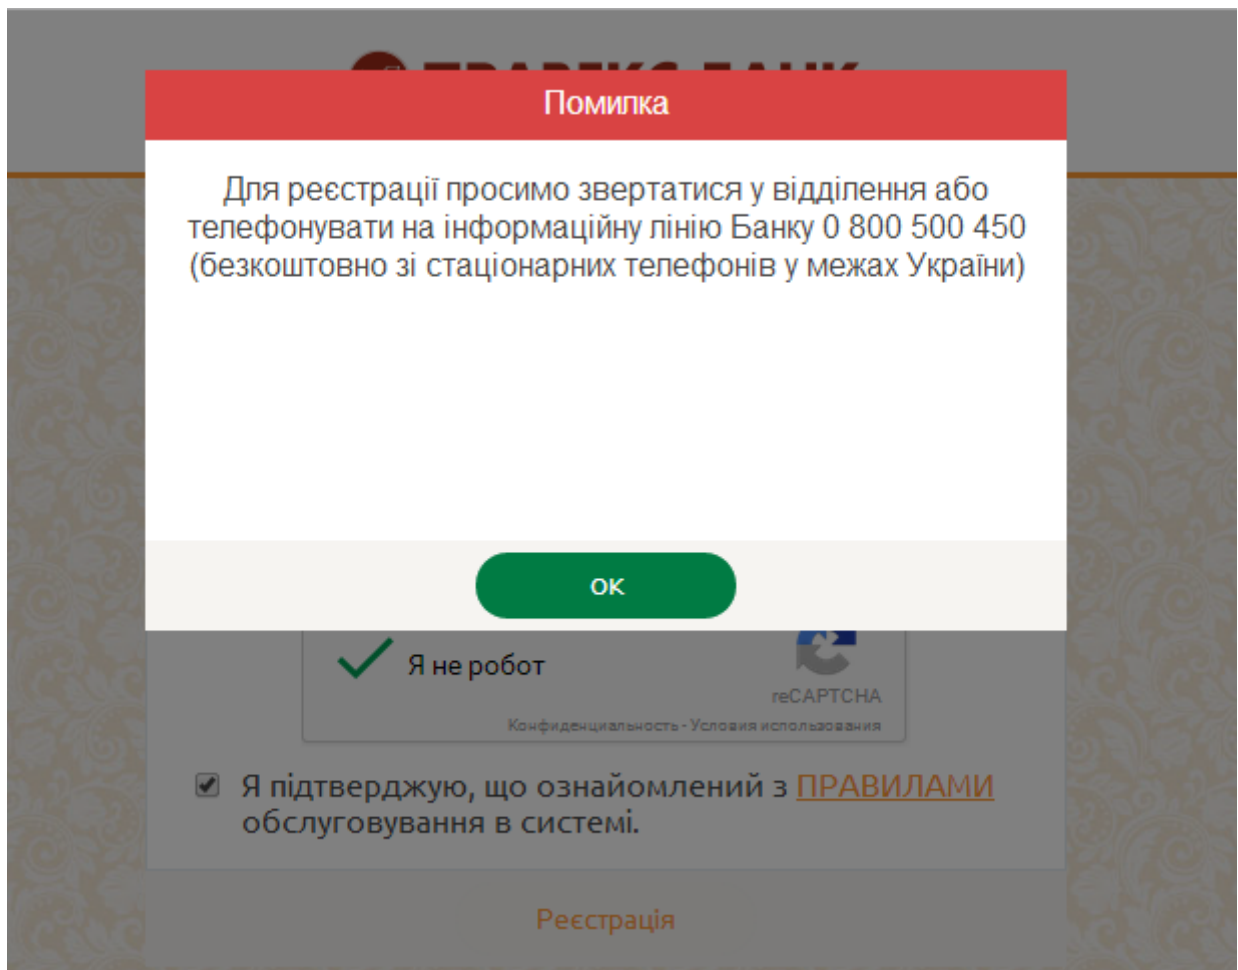 Помилка
Для реєстрації просимо звертатися у відділення або
телефонувати на інформаційну лінію Банку 0 800 500 450
(безкоштовно зі стаціонарних телефонів у межах України)
ок
Я не робот
reCAPTCHA
Конфиденциальность - Условия использования
Я підтверджую, що ознайомлений з ПРАВИЛАМИ
обслуговування в системі.
Реєстрація